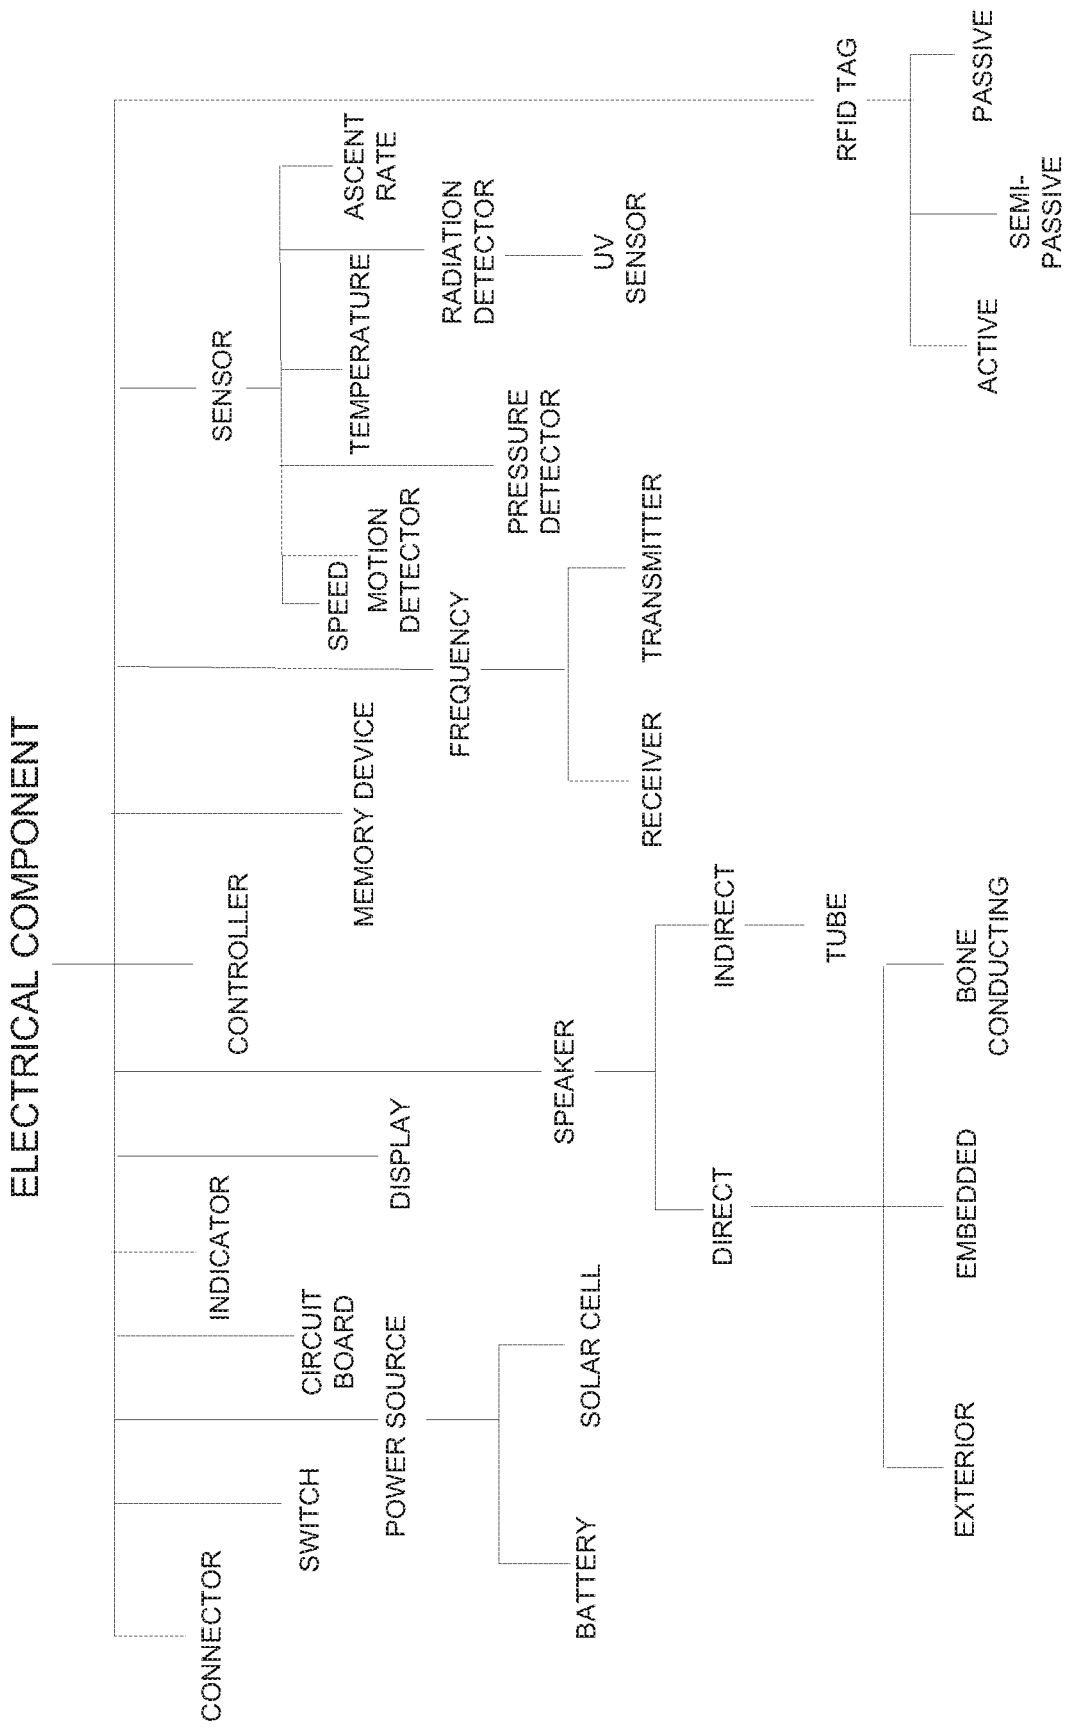 ELECTRICAL COMPONENT
CONNECTOR
SWITCH
POWER SOURCE
BATTERY
SOLAR CELL
CIRCUIT
BOARD
INDICATOR
DISPLAY
SPEAKER
DIRECT
EXTERIOR
EMBEDDED
BONE
CONDUCTING
INDIRECT
TUBE
CONTROLLER
MEMORY DEVICE
FREQUENCY
RECEIVER
TRANSMITTER
SENSOR
SPEED
MOTION
DETECTOR
PRESSURE
DETECTOR
TEMPERATURE
RADIATION
DETECTOR
UV
SENSOR
ASCENT
RATE
RFID TAG
ACTIVE
SEMI-
PASSIVE
PASSIVE